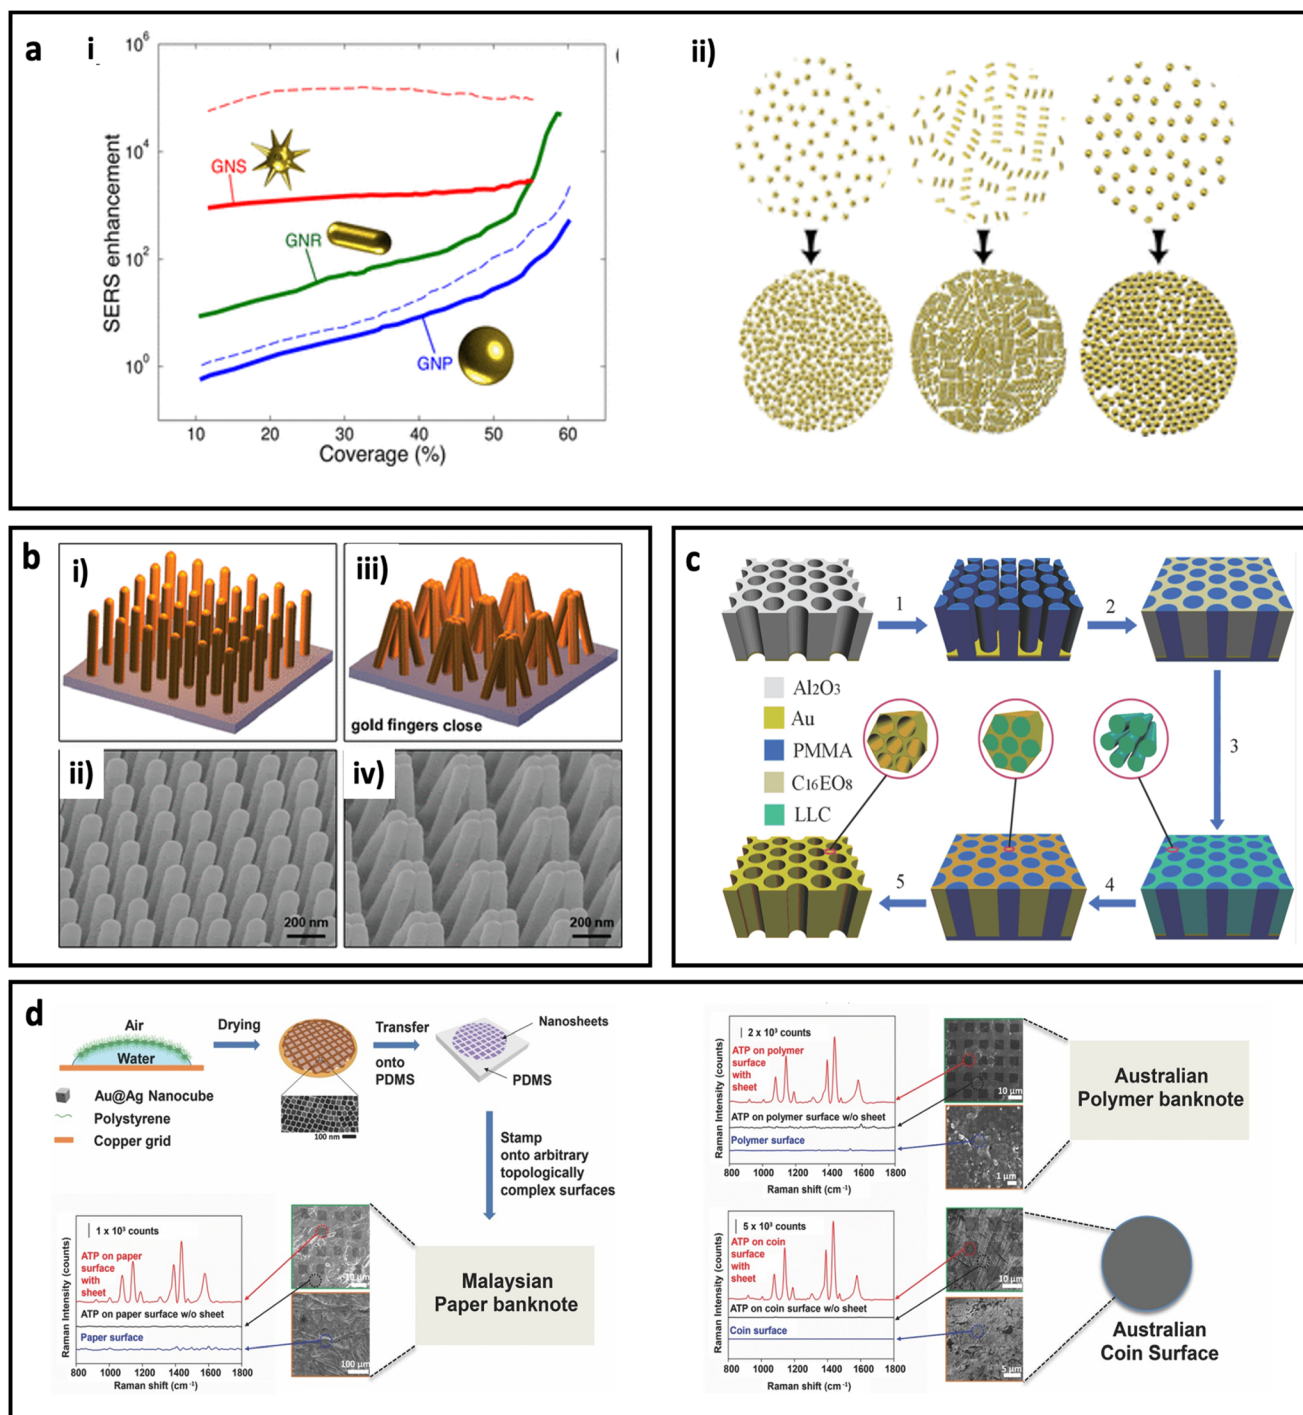 a
i
ii)
SERS enhancement
10⁶
10⁴
10²
10⁰
GNS
GNR
GNP
10 20 30 40 50 60
Coverage (%)
b
i)
iii)
gold fingers close
ii)
200 nm
iv)
200 nm
c
1
2
Al₂O₃
Au
PMMA
C₁₆EO₈
LLC
3
5
4
d
Air
Water
Drying
Transfer
onto
PDMS
Nanosheets
PDMS
Au@Ag Nanocube
Polystyrene
Copper grid
100 nm
Stamp
onto arbitrary
topologically
complex surfaces
Raman Intensity (counts)
1 x 10³ counts
ATP on paper
surface
with
sheet
ATP on paper surface w/o sheet
Paper surface
800 1000 1200 1400 1600 1800
Raman shift (cm⁻¹)
10 µm
100 µm
Malaysian
Paper banknote
Raman Intensity (counts)
2 x 10³ counts
ATP on polymer
surface
with
sheet
ATP on polymer surface w/o sheet
Polymer surface
800 1000 1200 1400 1600 1800
Raman shift (cm⁻¹)
10 µm
1 µm
Australian
Polymer banknote
Raman Intensity (counts)
5 x 10³ counts
ATP on coin
surface
with sheet
ATP on coin surface w/o sheet
Coin surface
800 1000 1200 1400 1600 1800
Raman shift (cm⁻¹)
10 µm
5 µm
Australian
Coin Surface